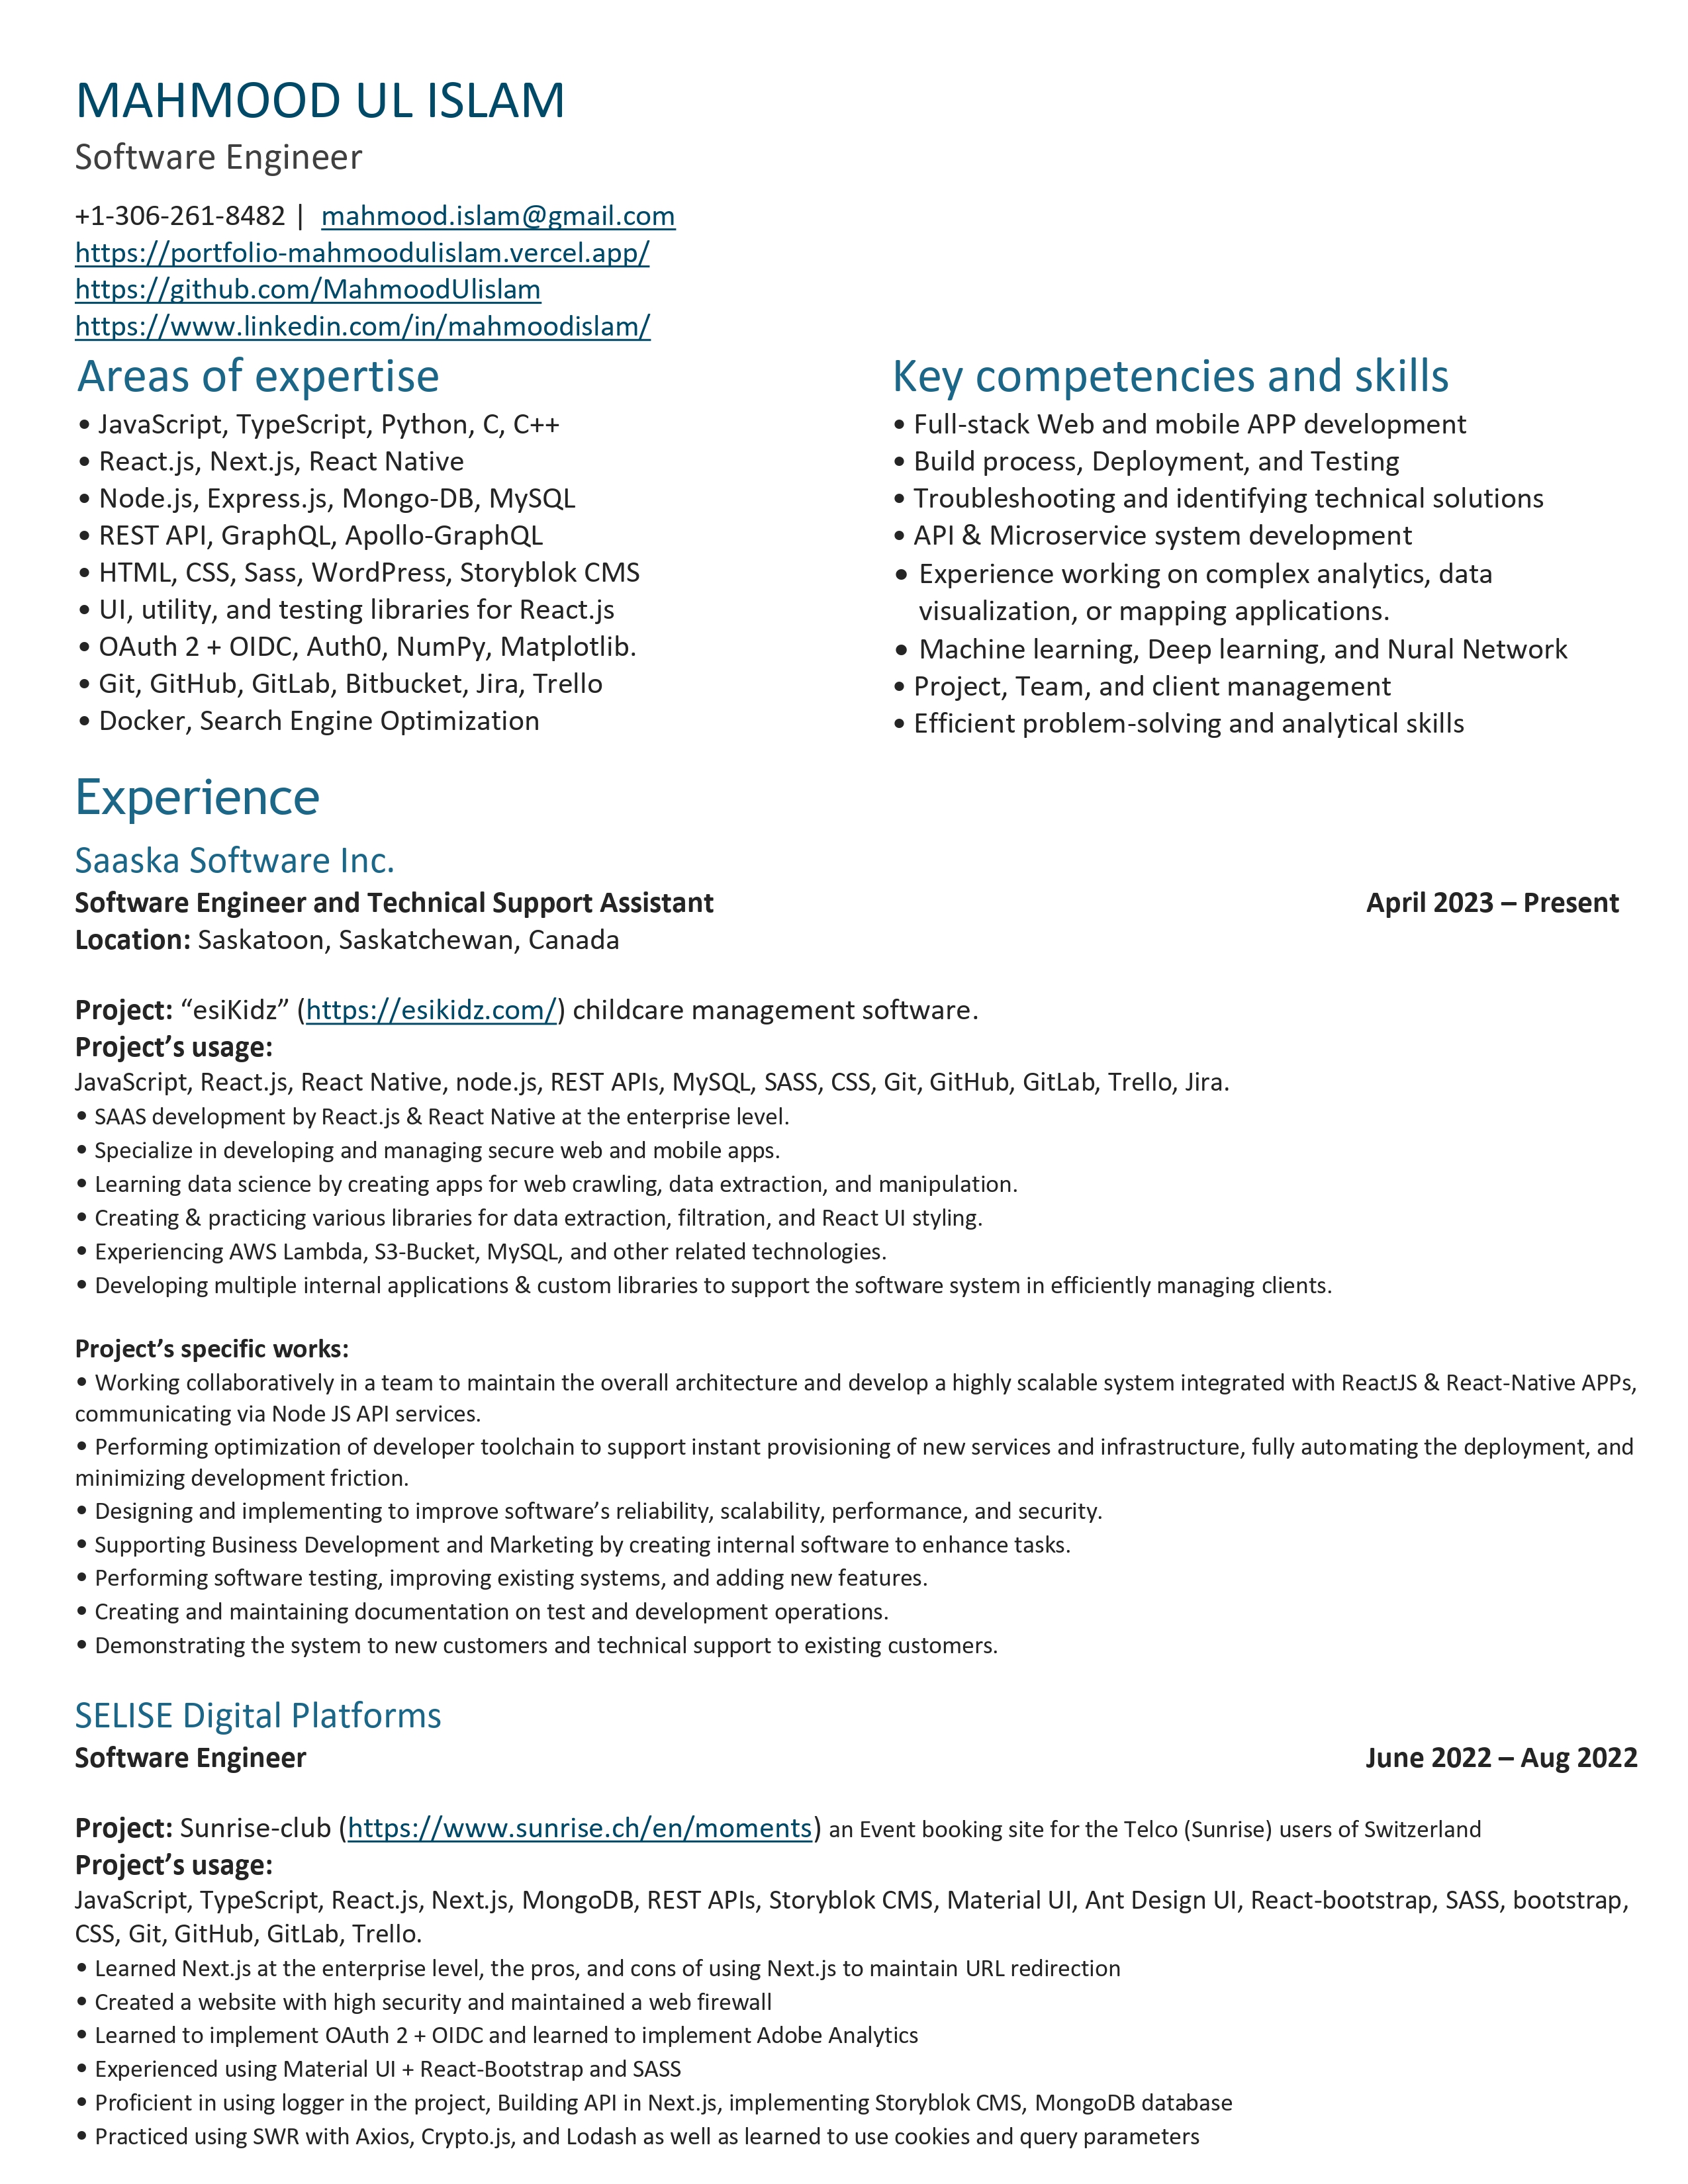 MAHMOOD UL ISLAM
Software Engineer
+1-306-261-8482 | mahmood.islam@gmail.com
https://portfolio-mahmoodulislam.vercel.app/
https://github.com/MahmoodUlislam
https://www.linkedin.com/in/mahmoodislam/
Areas of expertise
• JavaScript, TypeScript, Python, C, C++
• React.js, Next.js, React Native
• Node.js, Express.js, Mongo-DB, MySQL
• REST API, GraphQL, Apollo-GraphQL
• HTML, CSS, Sass, WordPress, Storyblok CMS
• UI, utility, and testing libraries for React.js
• OAuth 2 + OIDC, Auth0, NumPy, Matplotlib.
• Git, GitHub, GitLab, Bitbucket, Jira, Trello
• Docker, Search Engine Optimization
Key competencies and skills
• Full-stack Web and mobile APP development
• Build process, Deployment, and Testing
• Troubleshooting and identifying technical solutions
• API & Microservice system development
• Experience working on complex analytics, data
visualization, or mapping applications.
• Machine learning, Deep learning, and Nural Network
• Project, Team, and client management
• Efficient problem-solving and analytical skills
Experience
Saaska Software Inc.
Software Engineer and Technical Support Assistant April 2023 – Present
Location: Saskatoon, Saskatchewan, Canada
Project: “esiKidz” (https://esikidz.com/) childcare management software.
Project’s usage:
JavaScript, React.js, React Native, node.js, REST APIs, MySQL, SASS, CSS, Git, GitHub, GitLab, Trello, Jira.
• SAAS development by React.js & React Native at the enterprise level.
• Specialize in developing and managing secure web and mobile apps.
• Learning data science by creating apps for web crawling, data extraction, and manipulation.
• Creating & practicing various libraries for data extraction, filtration, and React UI styling.
• Experiencing AWS Lambda, S3-Bucket, MySQL, and other related technologies.
• Developing multiple internal applications & custom libraries to support the software system in efficiently managing clients.
Project’s specific works:
• Working collaboratively in a team to maintain the overall architecture and develop a highly scalable system integrated with ReactJS & React-Native APPs,
communicating via Node JS API services.
• Performing optimization of developer toolchain to support instant provisioning of new services and infrastructure, fully automating the deployment, and
minimizing development friction.
• Designing and implementing to improve software’s reliability, scalability, performance, and security.
• Supporting Business Development and Marketing by creating internal software to enhance tasks.
• Performing software testing, improving existing systems, and adding new features.
• Creating and maintaining documentation on test and development operations.
• Demonstrating the system to new customers and technical support to existing customers.
SELISE Digital Platforms
Software Engineer June 2022 – Aug 2022
Project: Sunrise-club (https://www.sunrise.ch/en/moments) an Event booking site for the Telco (Sunrise) users of Switzerland
Project’s usage:
JavaScript, TypeScript, React.js, Next.js, MongoDB, REST APIs, Storyblok CMS, Material UI, Ant Design UI, React-bootstrap, SASS, bootstrap,
CSS, Git, GitHub, GitLab, Trello.
• Learned Next.js at the enterprise level, the pros, and cons of using Next.js to maintain URL redirection
• Created a website with high security and maintained a web firewall
• Learned to implement OAuth 2 + OIDC and learned to implement Adobe Analytics
• Experienced using Material UI + React-Bootstrap and SASS
• Proficient in using logger in the project, Building API in Next.js, implementing Storyblok CMS, MongoDB database
• Practiced using SWR with Axios, Crypto.js, and Lodash as well as learned to use cookies and query parameters